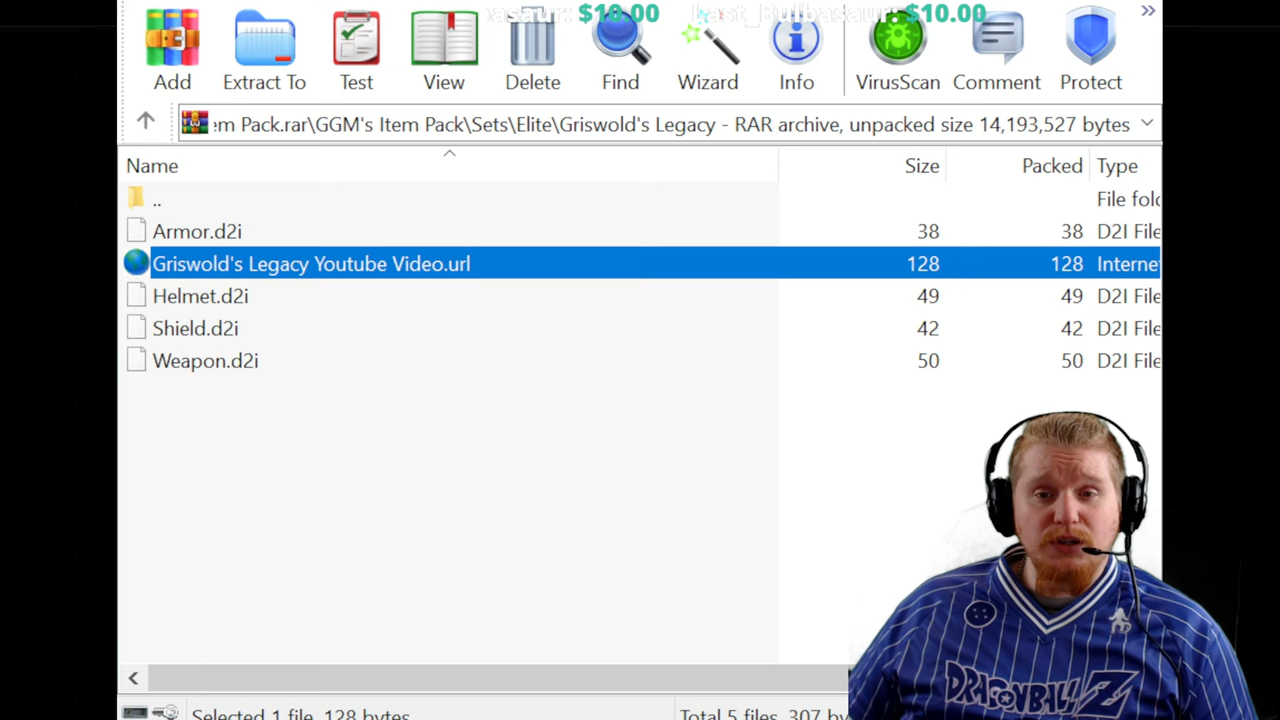 basaur: $10.00 Last_Bulbasaur: $10.00
Add Extract To Test View Delete Find Wizard Info VirusScan Comment Protect
em Pack.rar\GGM's Item Pack\Sets\Elite\Griswold's Legacy - RAR archive, unpacked size 14,193,527 bytes
Name Size Packed Type
.. File fold
Armor.d2i 38 38 D2I File
Griswold's Legacy Youtube Video.url 128 128 Interne
Helmet.d2i 49 49 D2I File
Shield.d2i 42 42 D2I File
Weapon.d2i 50 50 D2I File
DRAGONBALL Z
Selected 1 file, 128 bytes Total 5 files, 307 by